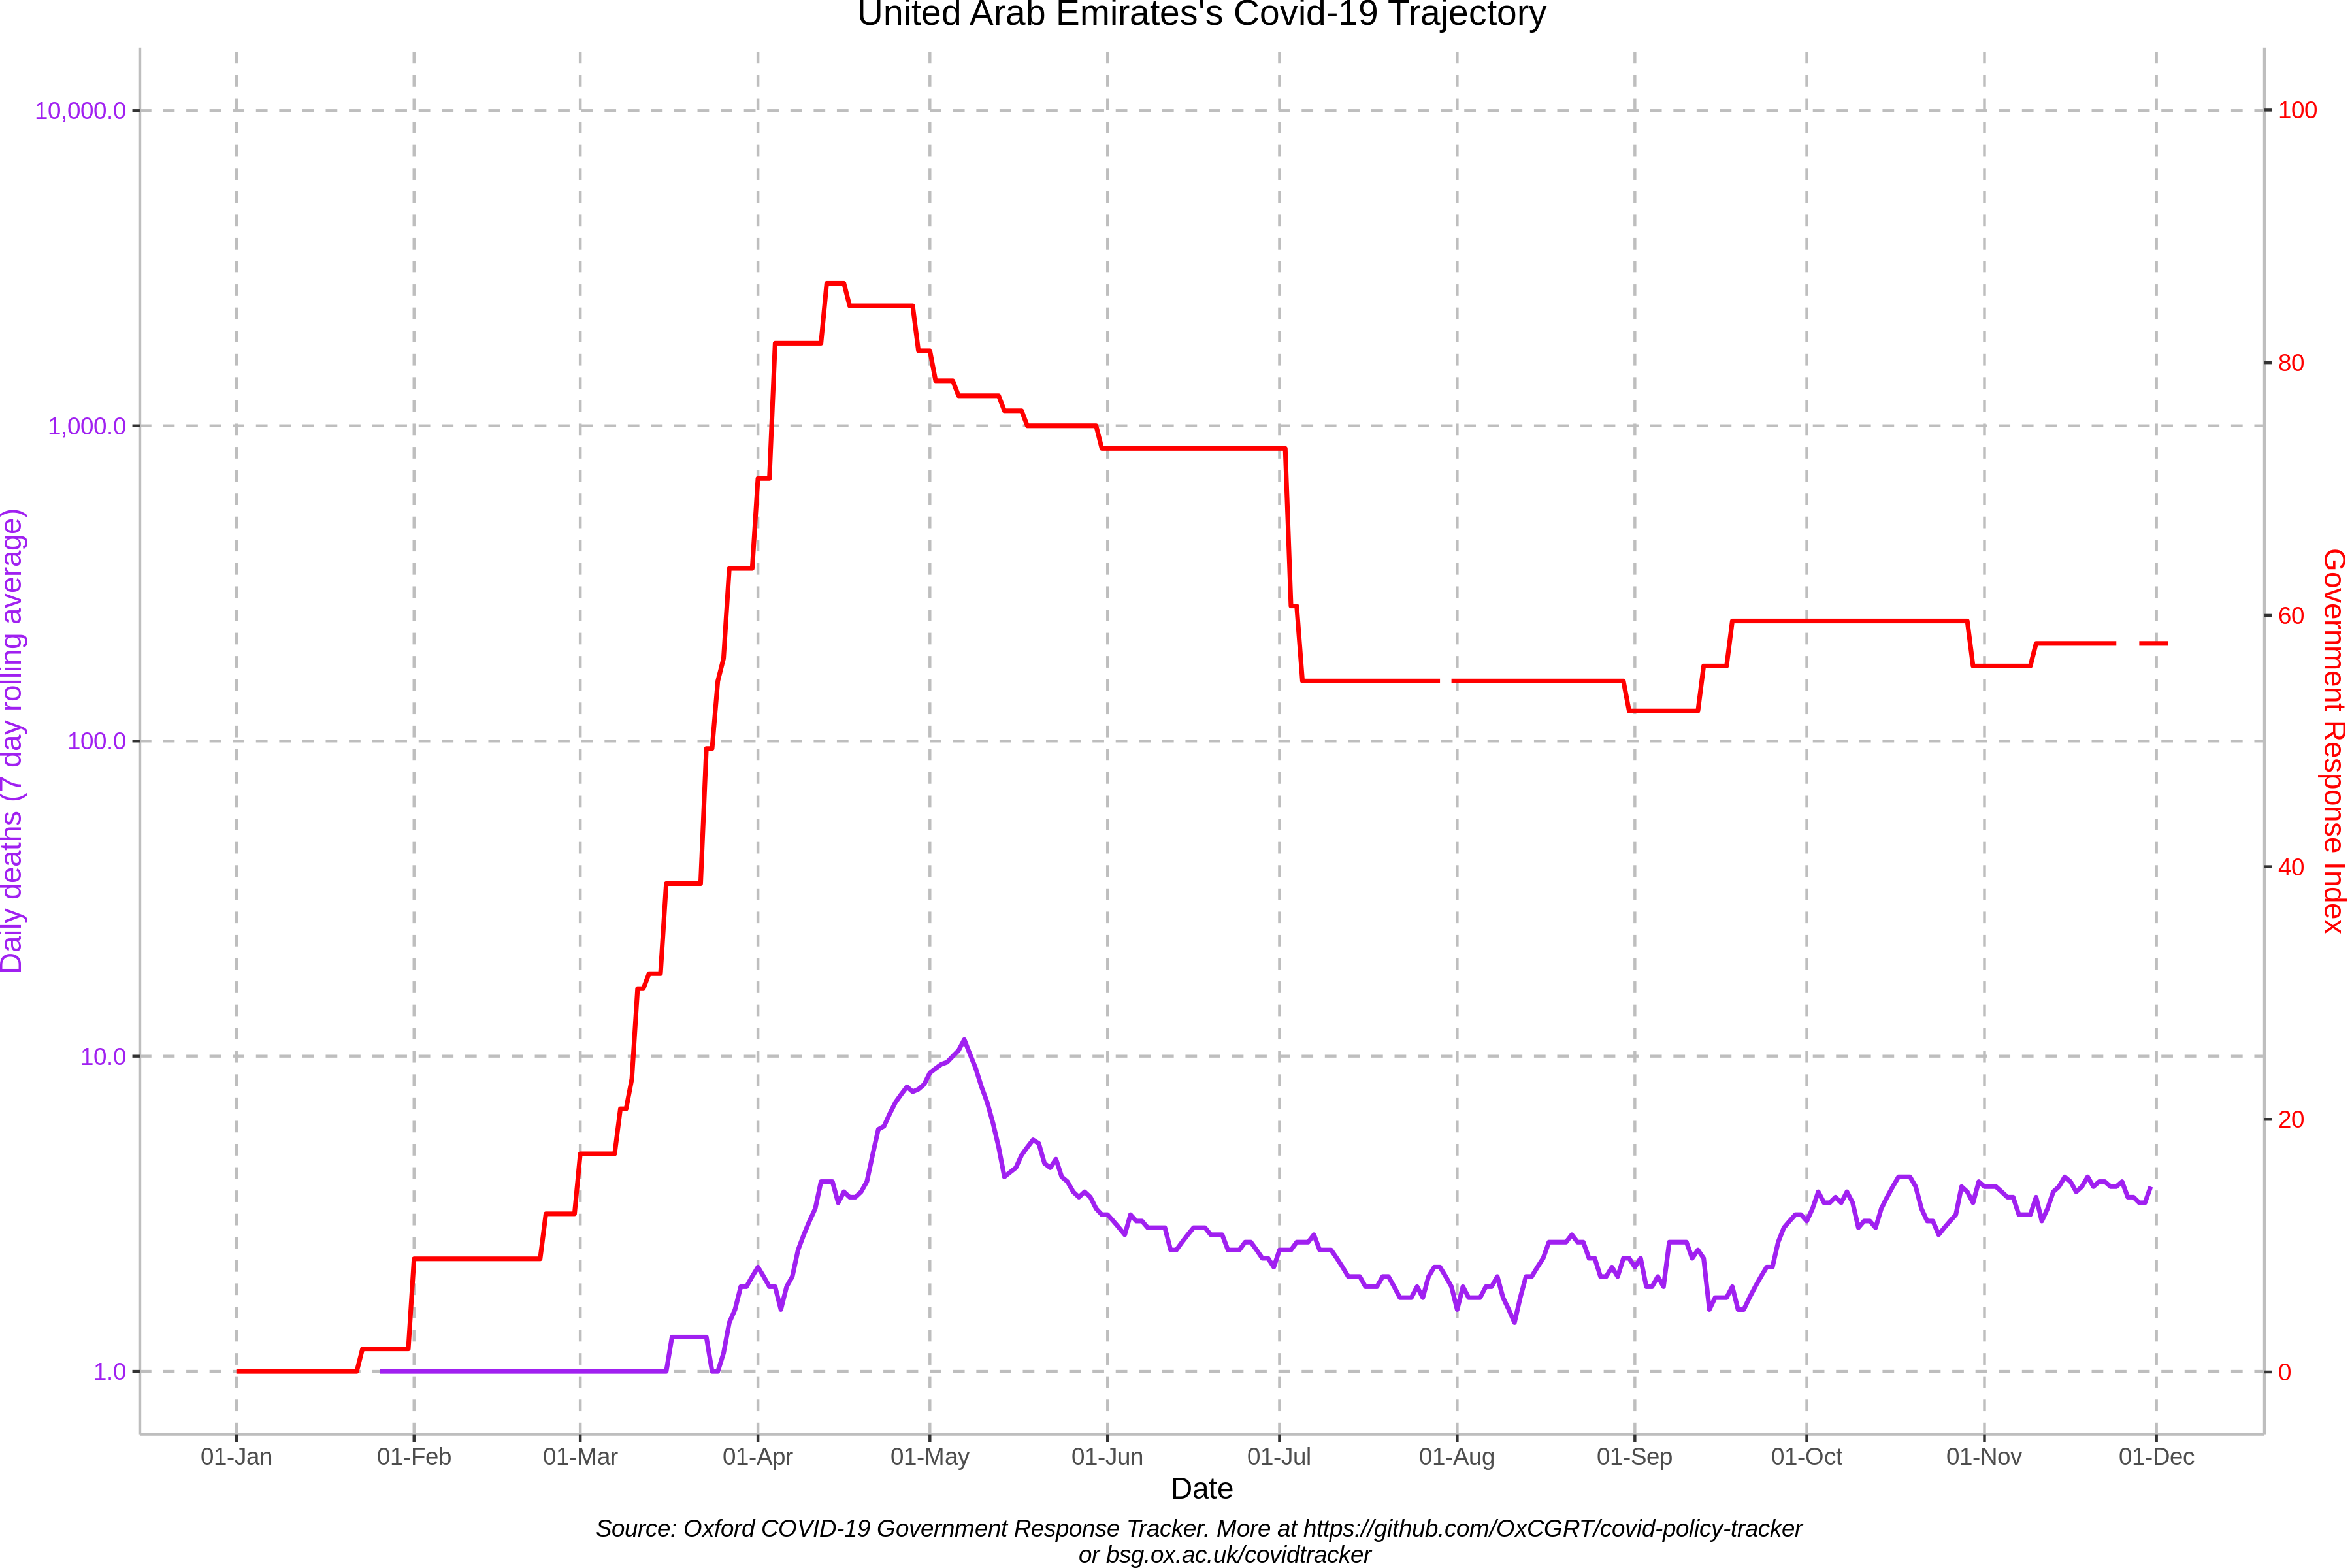 United Arab Emirates's Covid-19 Trajectory
10,000.0
1,000.0
100.0
10.0
1.0
Daily deaths (7 day rolling average)
100
80
60
40
20
0
Government Response Index
01-Jan 01-Feb 01-Mar 01-Apr 01-May 01-Jun 01-Jul 01-Aug 01-Sep 01-Oct 01-Nov 01-Dec
Date
Source: Oxford COVID-19 Government Response Tracker. More at https://github.com/OxCGRT/covid-policy-tracker
or bsg.ox.ac.uk/covidtracker